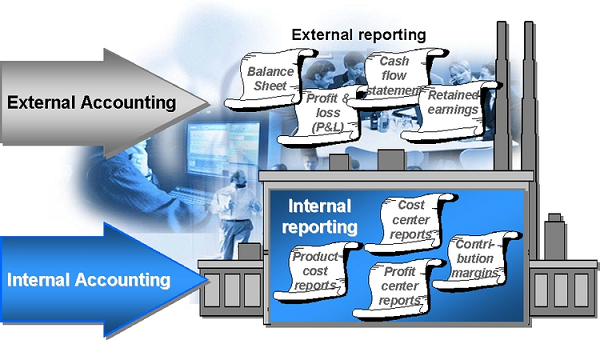 External reporting
External Accounting
Balance
Sheet
Profit &
loss
(P&L)
Cash
flow
statement
Retained
earnings
Internal Accounting
Internal
reporting
Product
cost
reports
Cost
center
reports
Profit
center
reports
Contri-
bution
margins